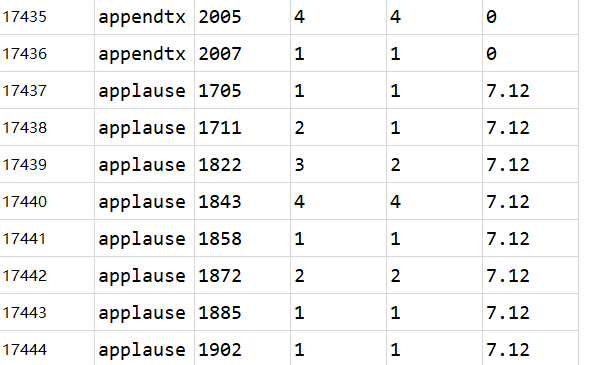 17435 appendtx 2005 4 4 0
17436 appendtx 2007 1 1 0
17437 applause 1705 1 1 7.12
17438 applause 1711 2 1 7.12
17439 applause 1822 3 2 7.12
17440 applause 1843 4 4 7.12
17441 applause 1858 1 1 7.12
17442 applause 1872 2 2 7.12
17443 applause 1885 1 1 7.12
17444 applause 1902 1 1 7.12